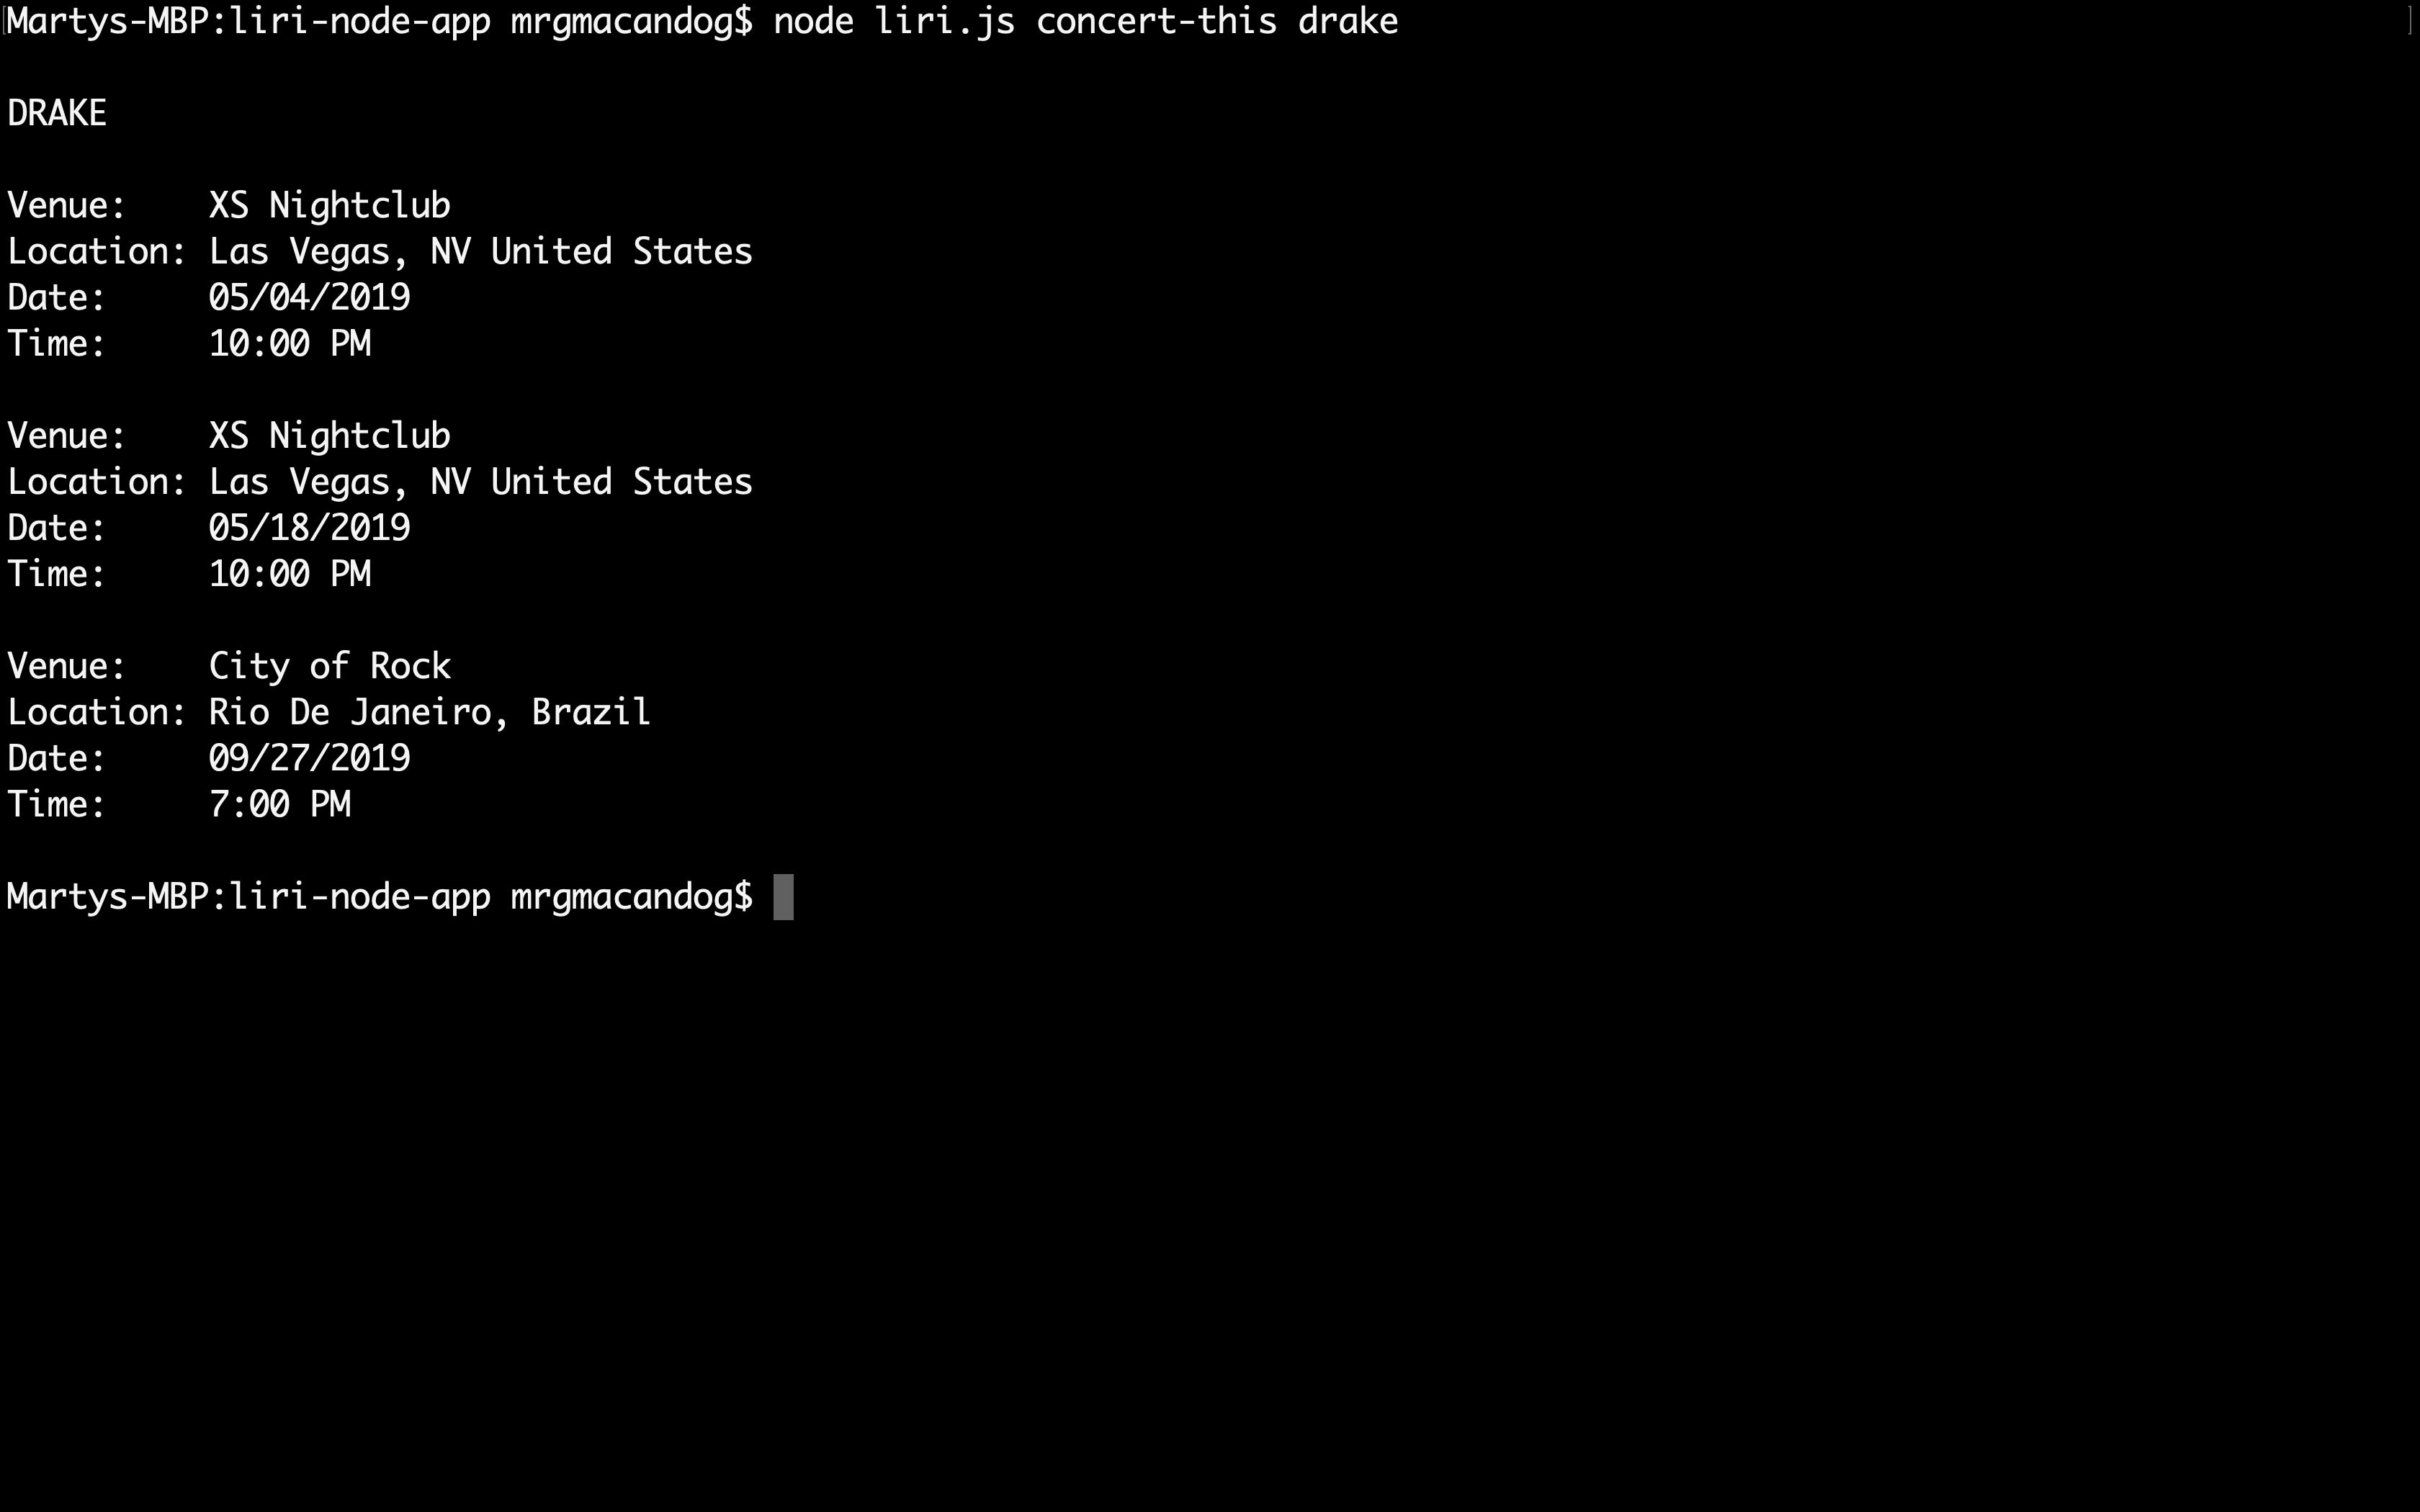 Martys-MBP:liri-node-app mrgmacandog$ node liri.js concert-this drake
DRAKE
Venue:    XS Nightclub
Location: Las Vegas, NV United States
Date:     05/04/2019
Time:     10:00 PM
Venue:    XS Nightclub
Location: Las Vegas, NV United States
Date:     05/18/2019
Time:     10:00 PM
Venue:    City of Rock
Location: Rio De Janeiro, Brazil
Date:     09/27/2019
Time:     7:00 PM
Martys-MBP:liri-node-app mrgmacandog$